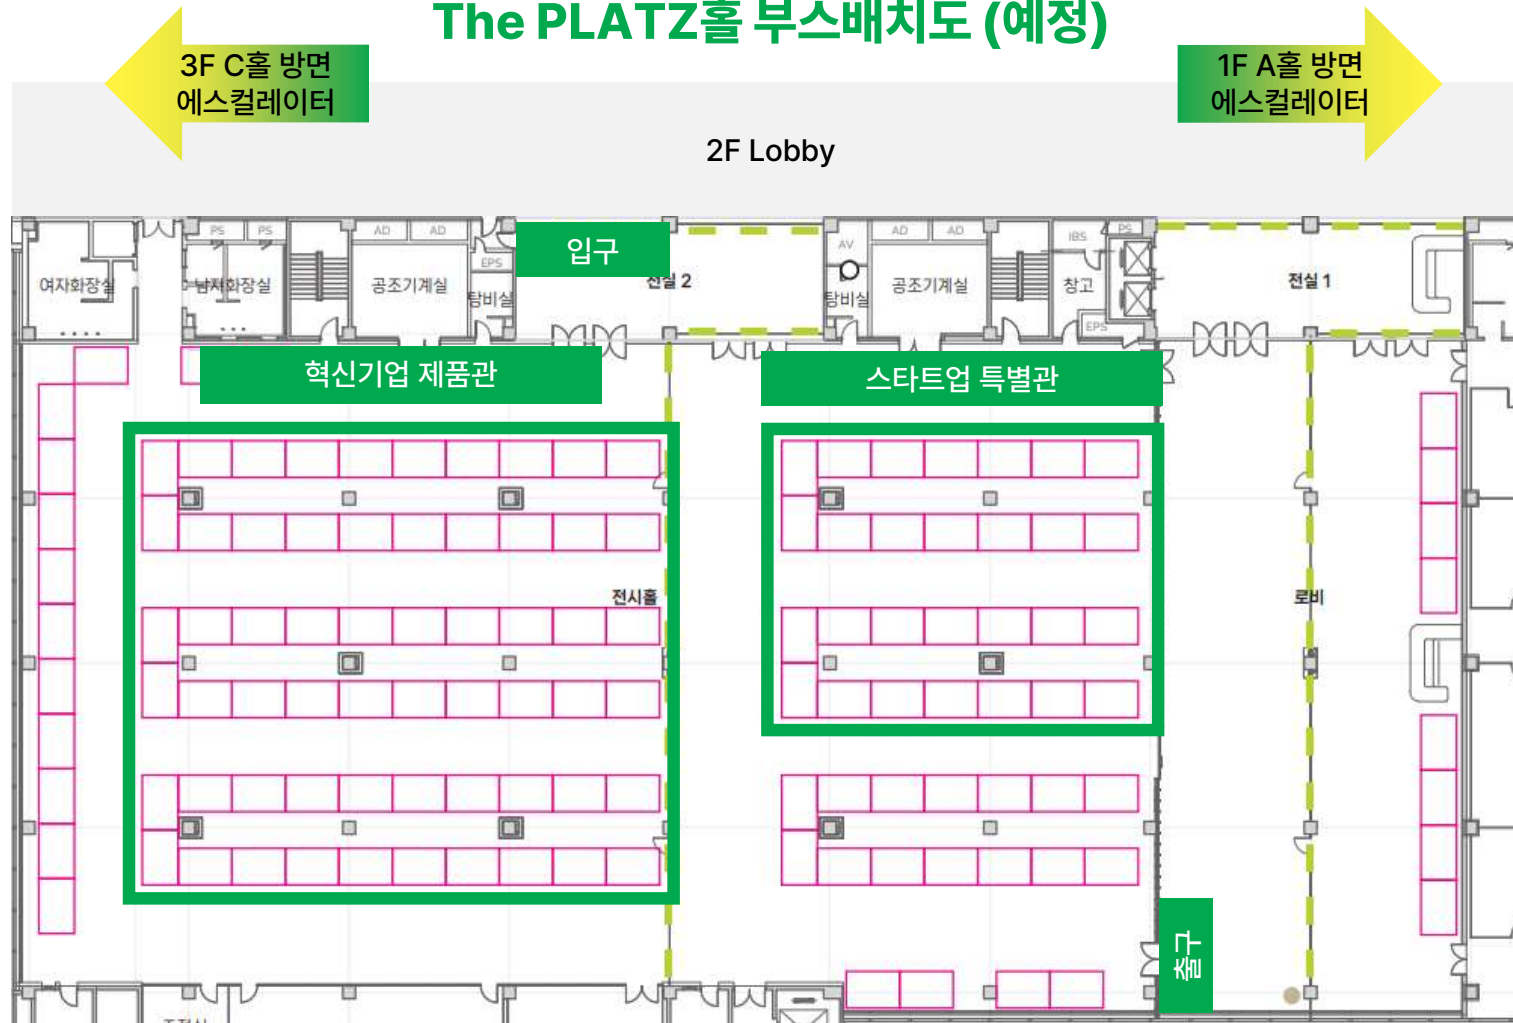 The PLATZ홀 부스배치도 (예정)
3F C홀 방면
에스컬레이터
1F A홀 방면
에스컬레이터
2F Lobby
PS
PS
AD
AD
EPS
입구
AV
AD
AD
IBS
PS
여자화장실
남자화장실
공조기계실
탕비실
전실 2
탕비실
공조기계실
창고
EPS
전실 1
혁신기업 제품관
스타트업 특별관
전시홀
로비
출구